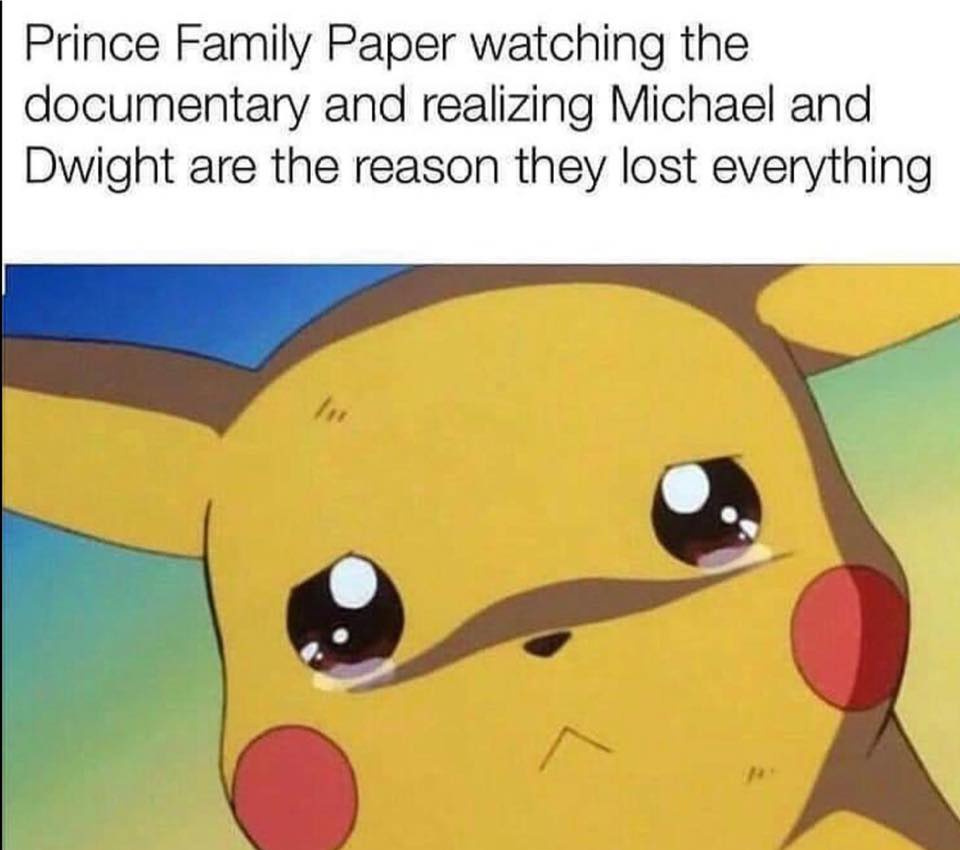 Prince Family Paper watching the
documentary and realizing Michael and
Dwight are the reason they lost everything